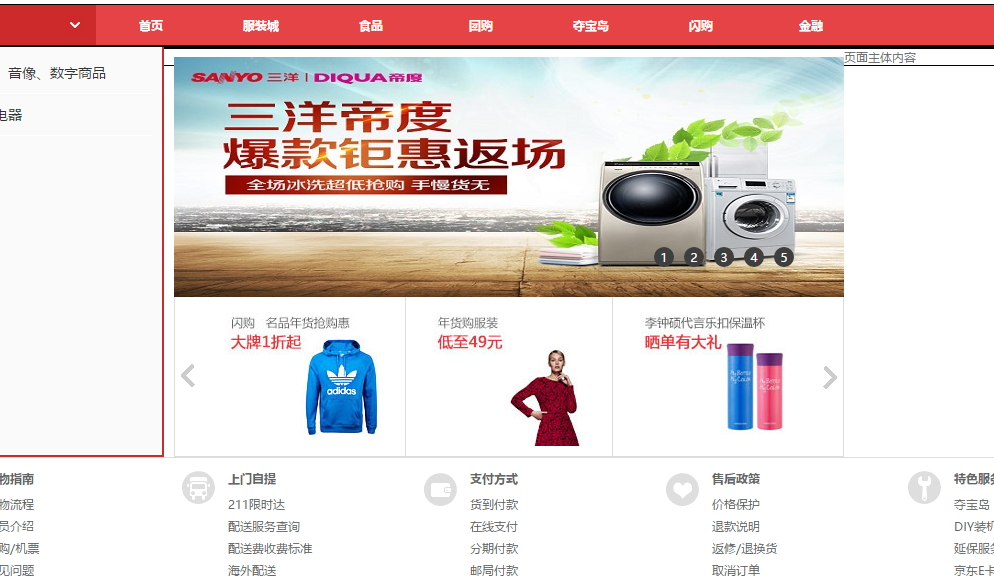 首页 服装城 食品 团购 夺宝岛 闪购 金融
音像、数字商品
电器
页面主体内容
SANYO 三洋 | DIQUA 帝度
三洋帝度
爆款钜惠返场
全场冰洗超低抢购 手慢货无
1 2 3 4 5
闪购 名品年货抢购惠
大牌1折起
adidas
年货购服装
低至49元
李钟硕代言乐扣保温杯
晒单有大礼
物指南
物流程
员介绍
购/机票
见问题
上门自提
211限时达
配送服务查询
配送费收费标准
海外配送
支付方式
货到付款
在线支付
分期付款
邮局付款
售后政策
价格保护
退款说明
返修/退换货
取消订单
特色服务
夺宝岛
DIY装机
延保服务
京东E卡